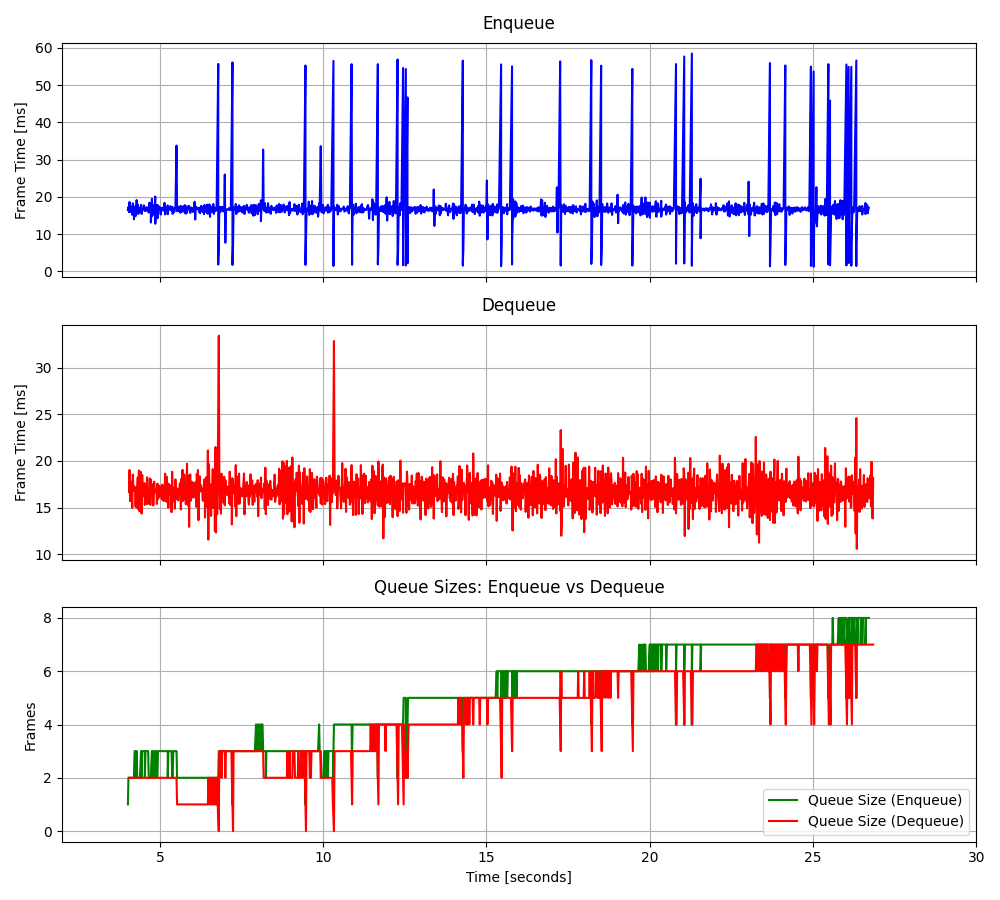 Enqueue
Frame Time [ms]
60
50
40
30
20
10
0
Dequeue
Frame Time [ms]
30
25
20
15
10
Queue Sizes: Enqueue vs Dequeue
Frames
8
6
4
2
0
Queue Size (Enqueue)
Queue Size (Dequeue)
5 10 15 20 25 30
Time [seconds]